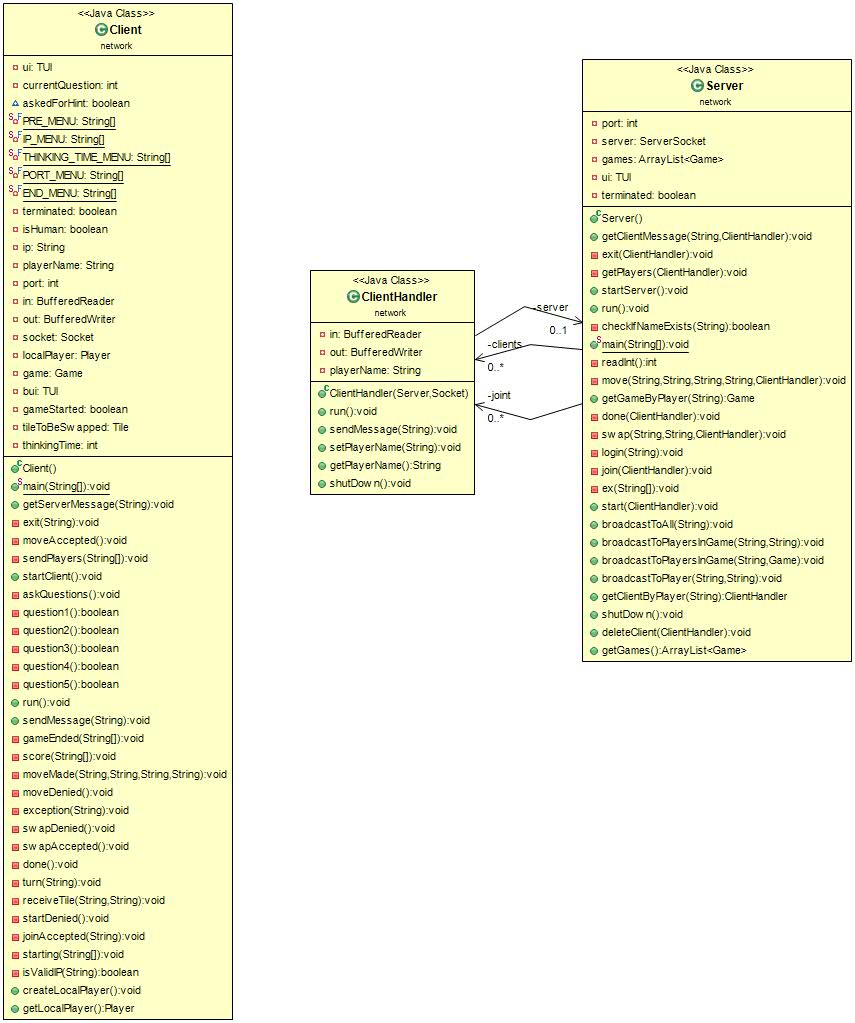 <<Java Class>>
Client
network
ui: TUI
currentQuestion: int
askedForHint: boolean
PRE_MENU: String[]
IP_MENU: String[]
THINKING_TIME_MENU: String[]
PORT_MENU: String[]
END_MENU: String[]
terminated: boolean
isHuman: boolean
ip: String
playerName: String
port: int
in: BufferedReader
out: BufferedWriter
socket: Socket
localPlayer: Player
game: Game
bui: TUI
gameStarted: boolean
tileToBeSwapped: Tile
thinkingTime: int
Client()
main(String[]):void
getServerMessage(String):void
exit(String):void
moveAccepted():void
sendPlayers(String[]):void
startClient():void
askQuestions():void
question1():boolean
question2():boolean
question3():boolean
question4():boolean
question5():boolean
run():void
sendMessage(String):void
gameEnded(String[]):void
score(String[]):void
moveMade(String,String,String,String):void
moveDenied():void
exception(String):void
swapDenied():void
swapAccepted():void
done():void
turn(String):void
receiveTile(String,String):void
startDenied():void
joinAccepted(String):void
starting(String[]):void
isValidIP(String):boolean
createLocalPlayer():void
getLocalPlayer():Player
<<Java Class>>
ClientHandler
network
in: BufferedReader
out: BufferedWriter
playerName: String
ClientHandler(Server,Socket)
run():void
sendMessage(String):void
setPlayerName(String):void
getPlayerName():String
shutDown():void
-server
0..1
-clients
0..*
-joint
0..*
<<Java Class>>
Server
network
port: int
server: ServerSocket
games: ArrayList<Game>
ui: TUI
terminated: boolean
Server()
getClientMessage(String,ClientHandler):void
exit(ClientHandler):void
getPlayers(ClientHandler):void
startServer():void
run():void
checkIfNameExists(String):boolean
main(String[]):void
readInt():int
move(String,String,String,String,ClientHandler):void
getGameByPlayer(String):Game
done(ClientHandler):void
swap(String,String,ClientHandler):void
login(String):void
join(ClientHandler):void
ex(String[]):void
start(ClientHandler):void
broadcastToAll(String):void
broadcastToPlayersInGame(String,String):void
broadcastToPlayersInGame(String,Game):void
broadcastToPlayer(String,String):void
getClientByPlayer(String):ClientHandler
shutDown():void
deleteClient(ClientHandler):void
getGames():ArrayList<Game>